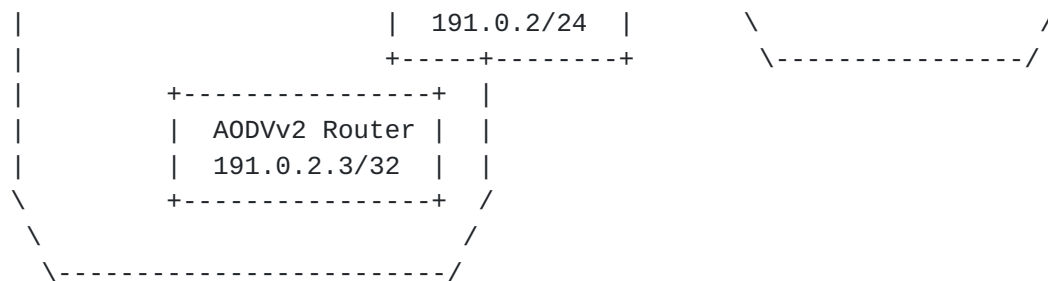 |                        |  191.0.2/24  |       \                   /
|                        +-----+--------+        \----------------/
|          +----------------+  |
|          |  AODVv2 Router |  |
|          |  191.0.2.3/32  |  |
\          +----------------+  /
 \                            /
  \-------------------------/